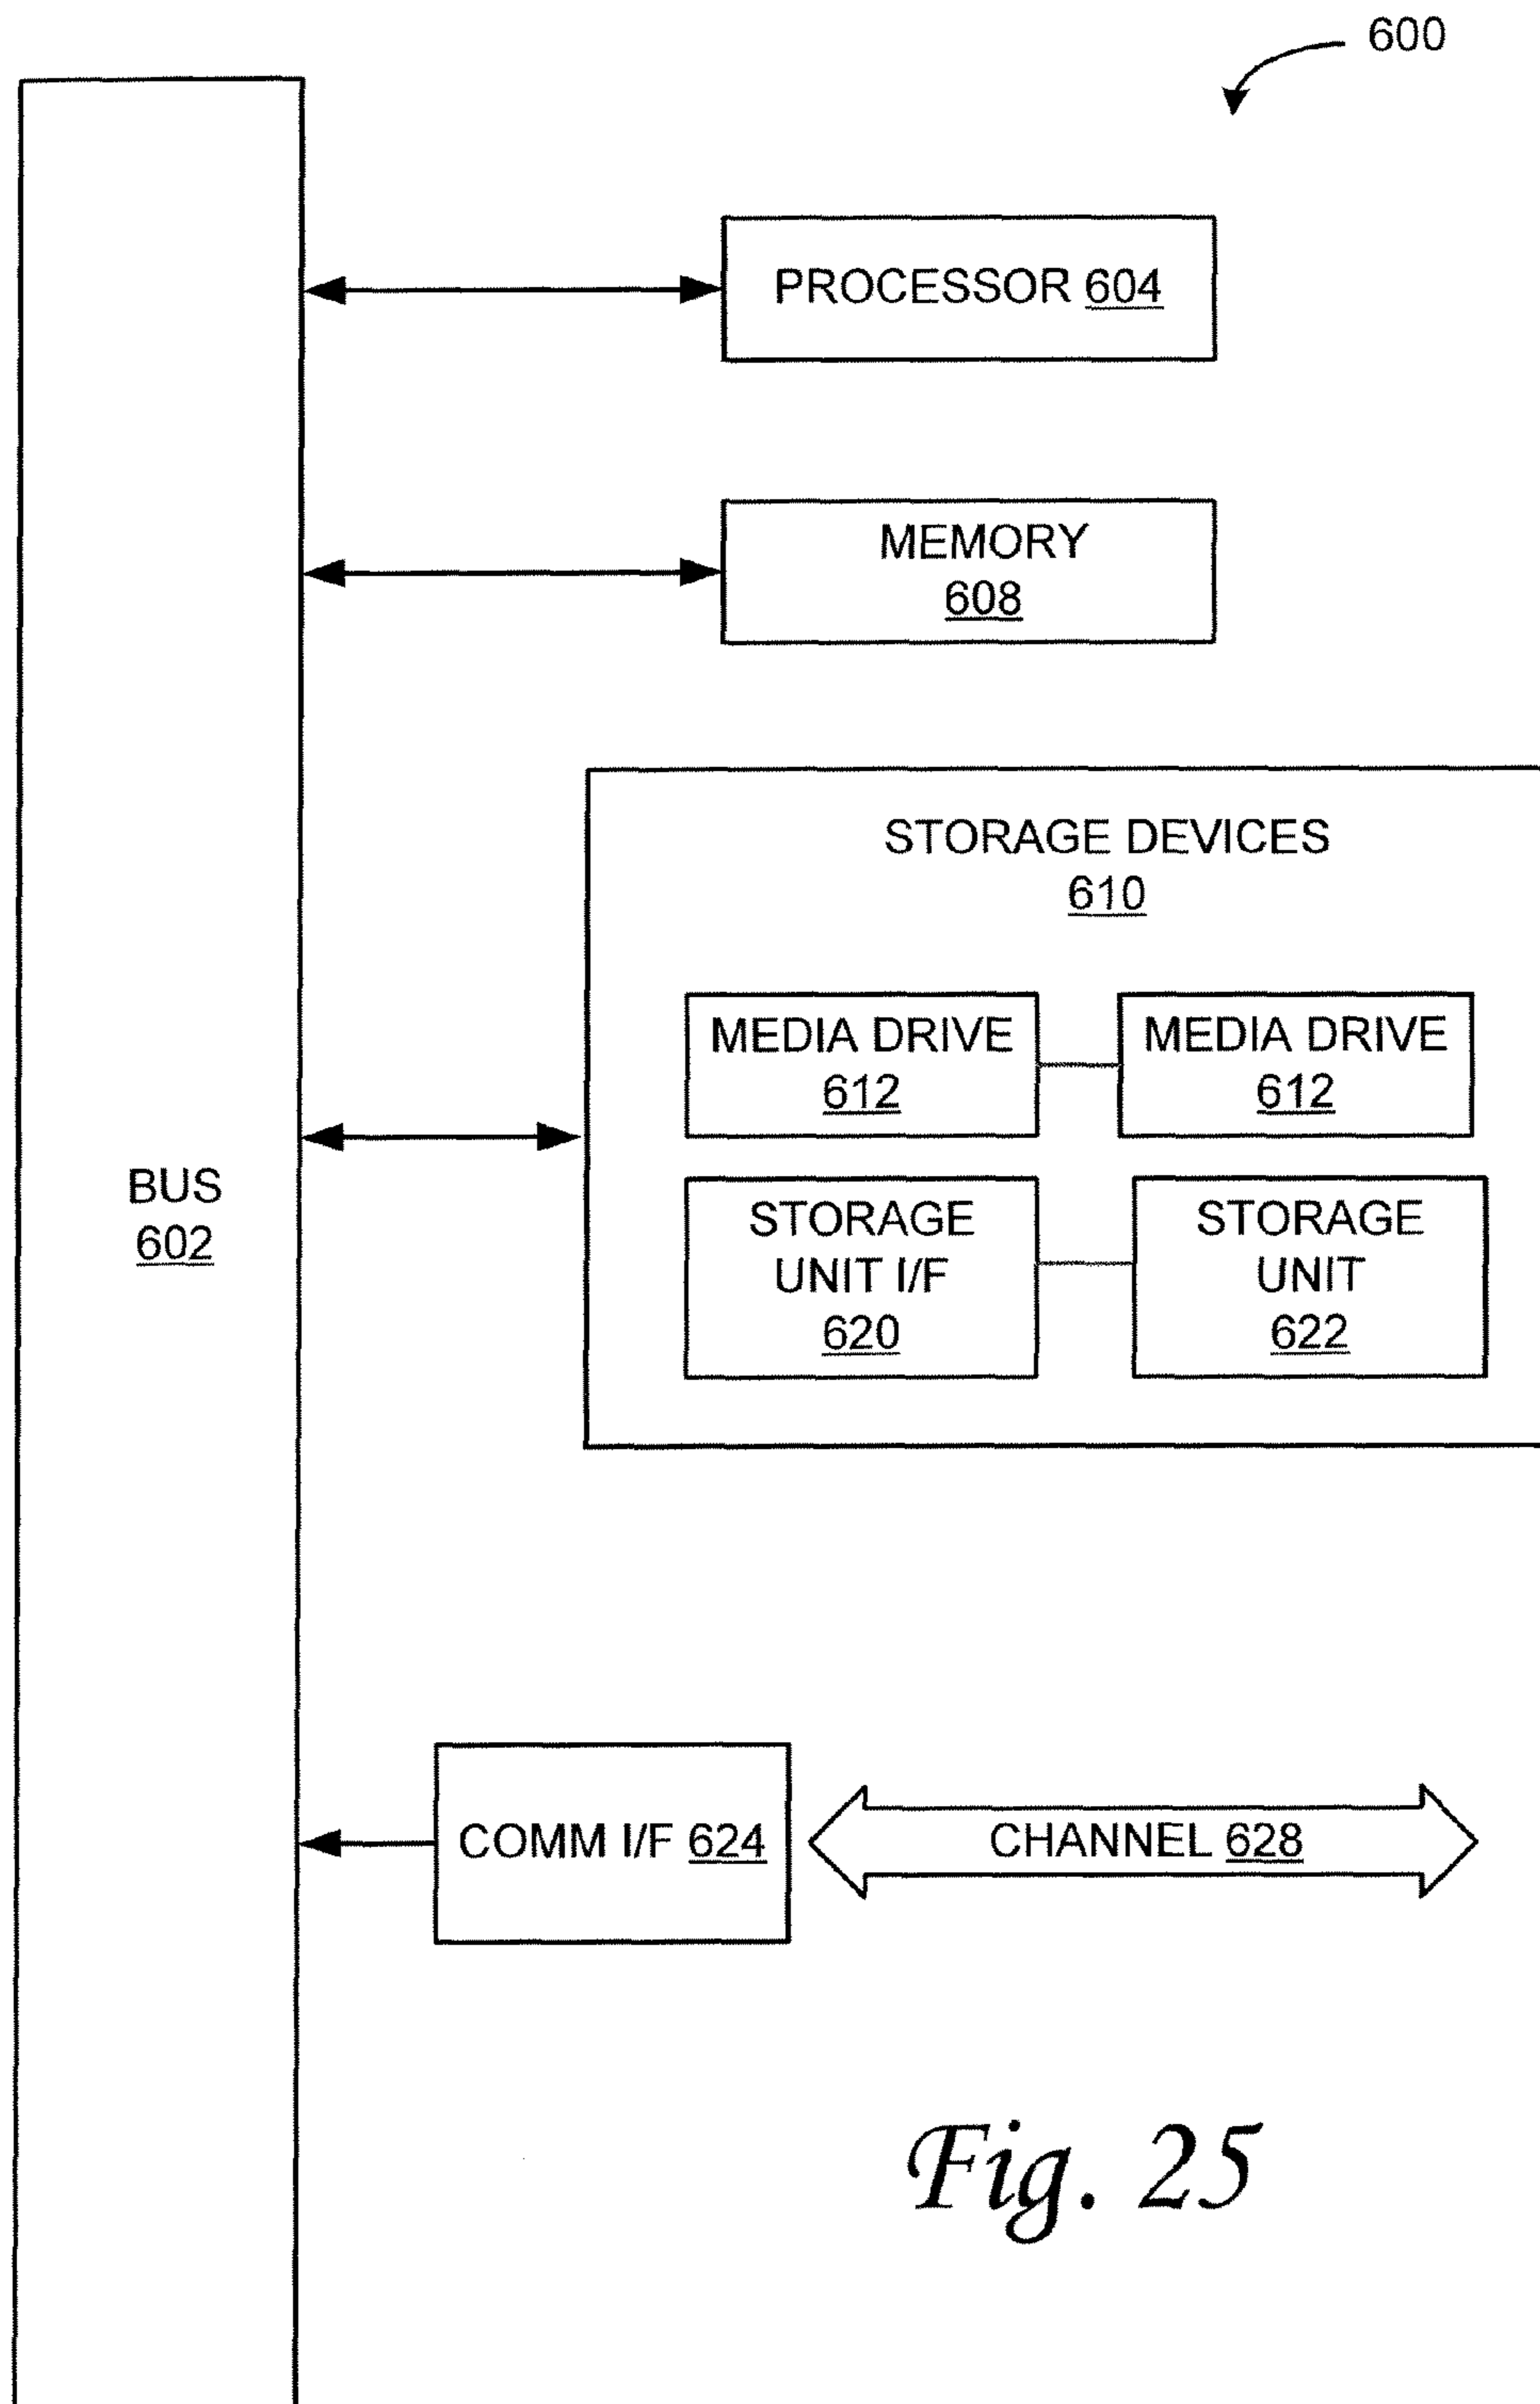 600
PROCESSOR 604
MEMORY
608
STORAGE DEVICES
610
MEDIA DRIVE
612
MEDIA DRIVE
612
BUS
602
STORAGE
UNIT I/F
620
STORAGE
UNIT
622
COMM I/F 624
CHANNEL 628
Fig. 25